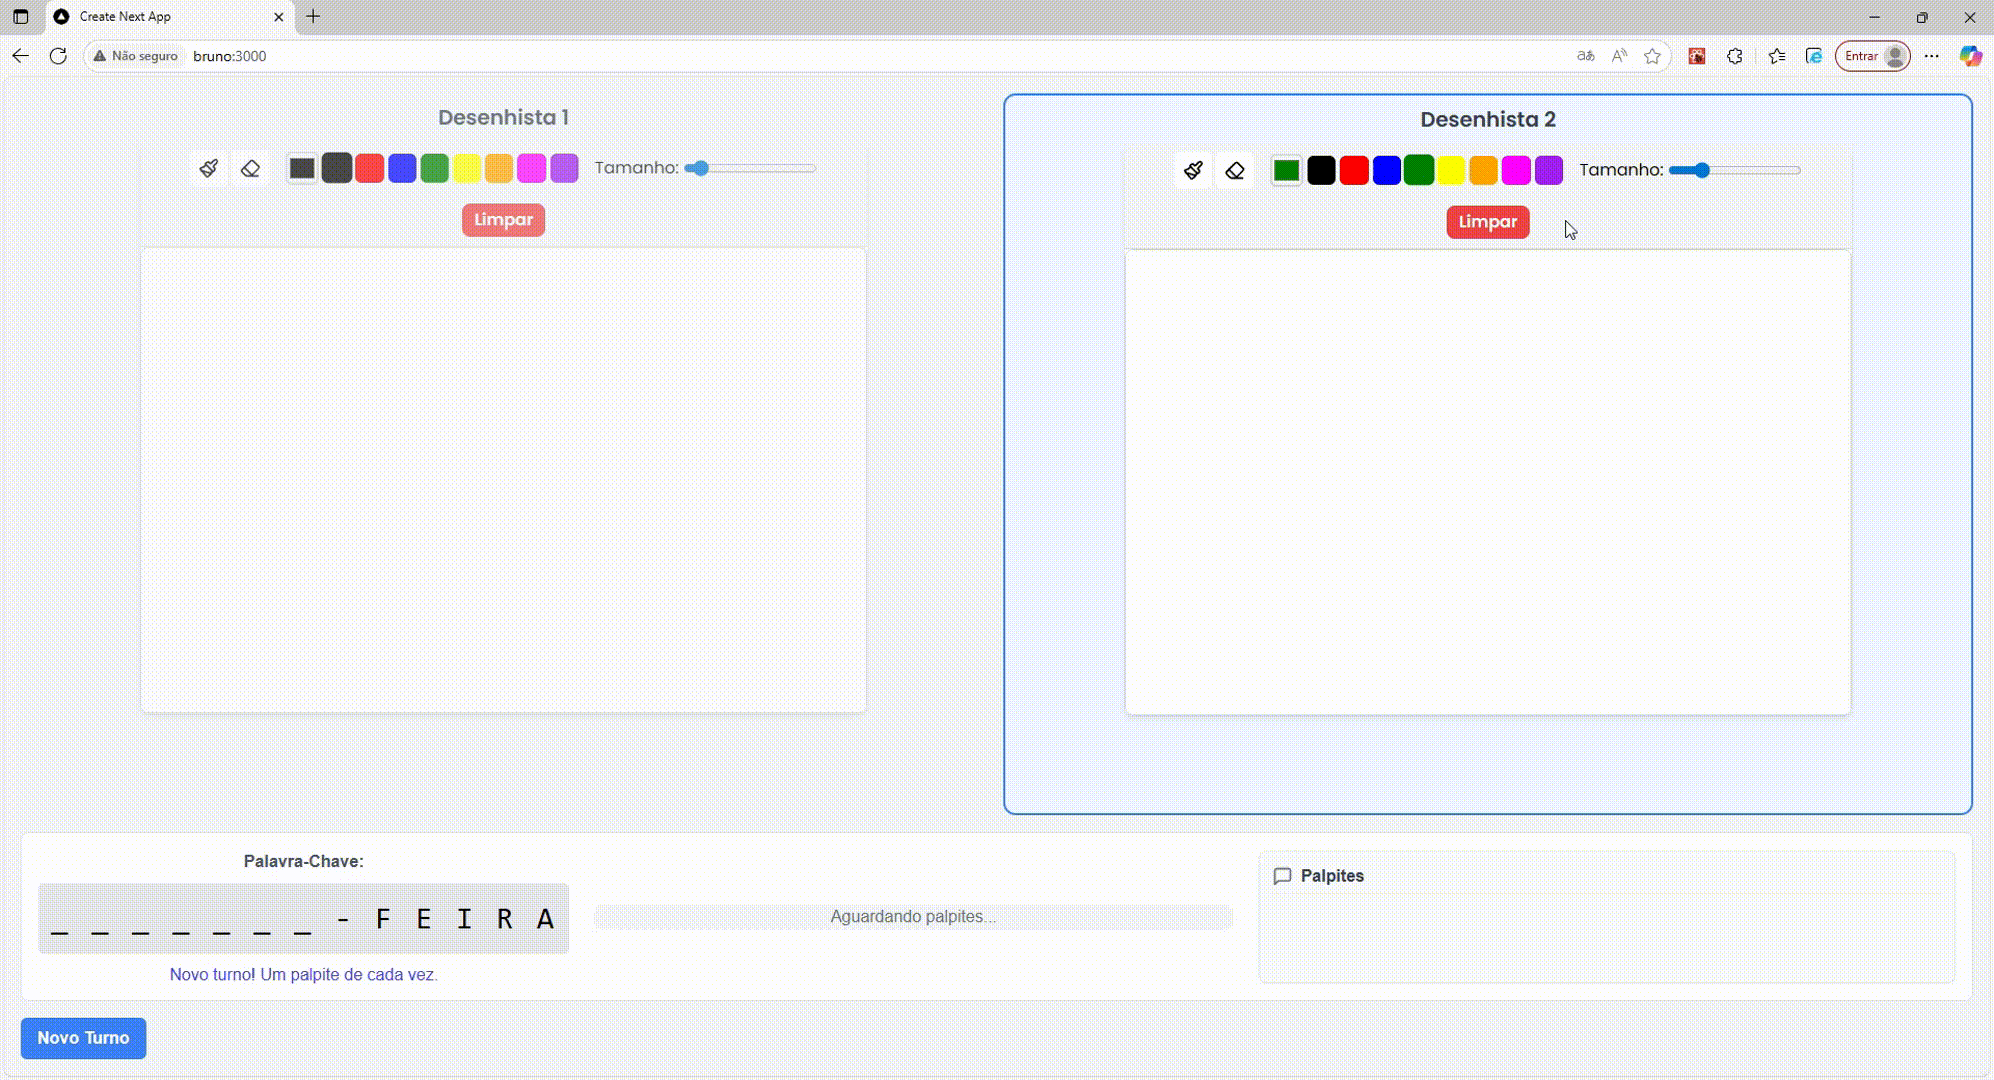 Create Next App
Não seguro bruno:3000
Entrar
Desenhista 1
Tamanho:
Limpar
Desenhista 2
Tamanho:
Limpar
Palavra-Chave:
_ _ _ _ _ _ _ - F E I R A
Novo turno! Um palpite de cada vez.
Aguardando palpites...
Palpites
Novo Turno